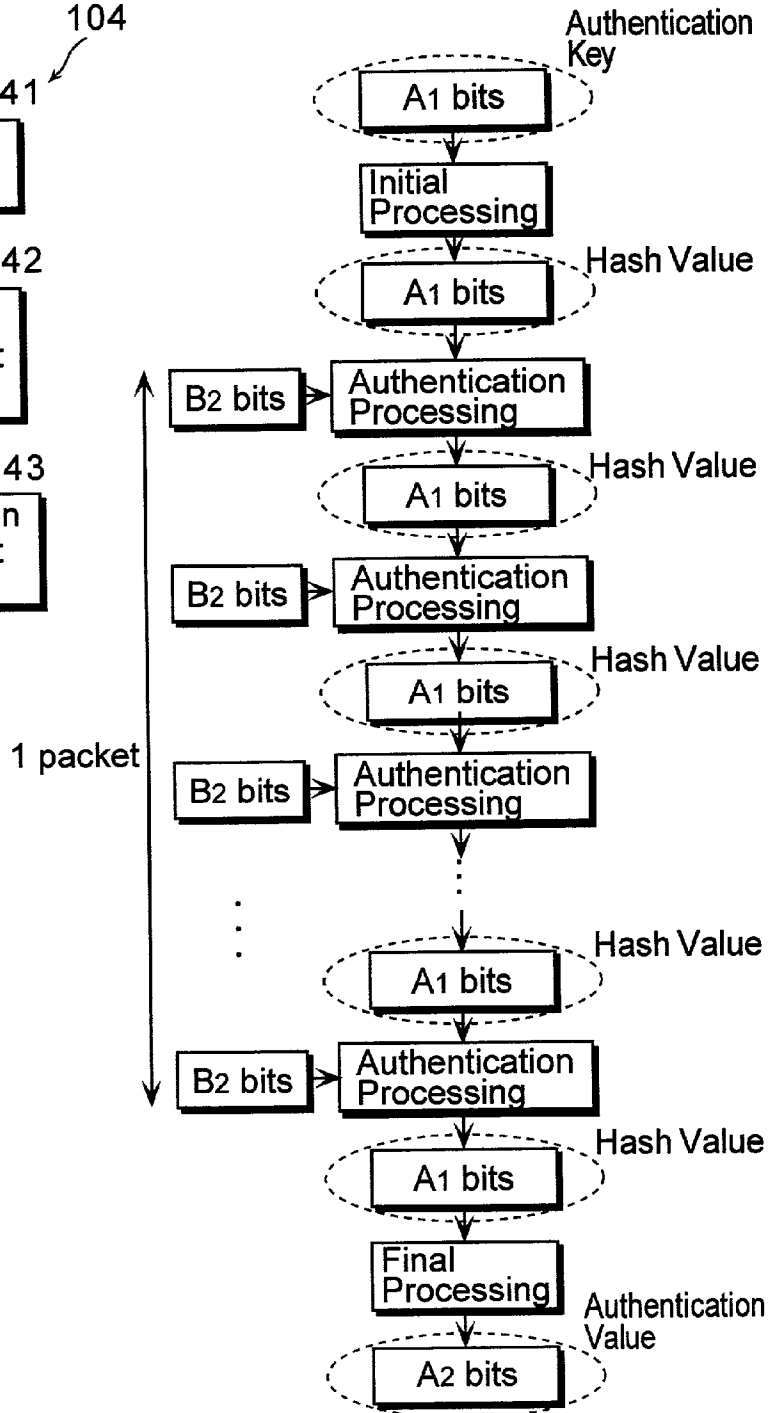 104
Authentication
Key
41
A1 bits
Initial
Processing
42
Hash Value
A1 bits
B2 bits
Authentication
Processing
43
n
Hash Value
A1 bits
B2 bits
Authentication
Processing
Hash Value
A1 bits
1 packet
B2 bits
Authentication
Processing
Hash Value
A1 bits
B2 bits
Authentication
Processing
Hash Value
A1 bits
Final
Processing
Authentication
Value
A2 bits